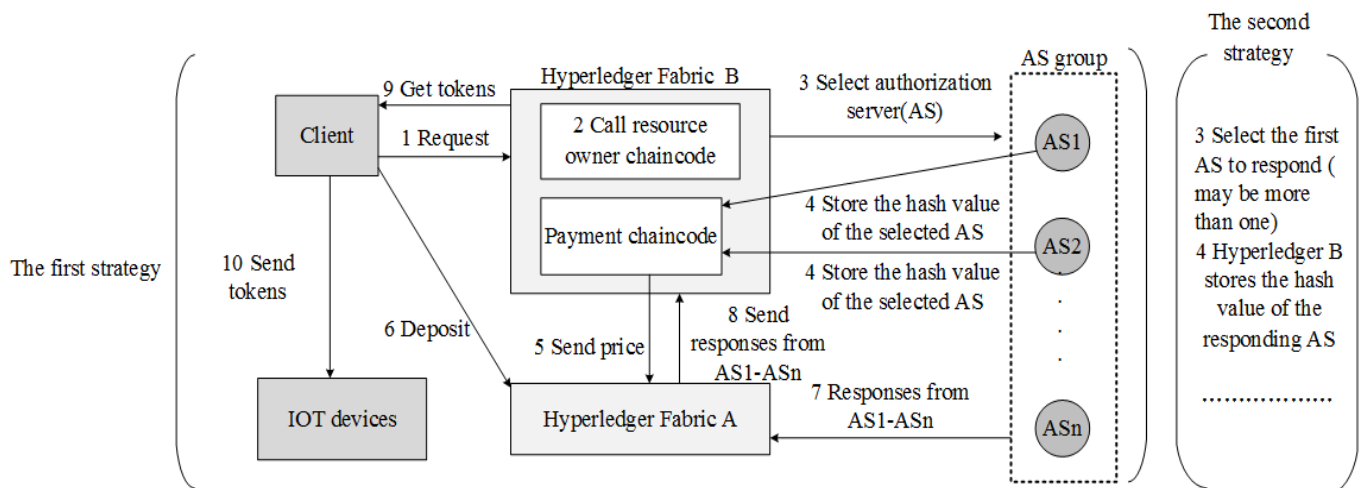 The second
strategy
AS group
Hyperledger Fabric B
9 Get tokens
3 Select authorization
server(AS)
Client
1 Request
2 Call resource
owner chaincode
AS1
3 Select the first
AS to respond (
may be more
than one)
4 Hyperledger B
stores the hash
value of the
responding AS
...................
Payment chaincode
4 Store the hash value
of the selected AS
AS2
4 Store the hash value
of the selected AS
.
.
.
.
The first strategy
10 Send
tokens
6 Deposit
5 Send price
8 Send
responses from
AS1-ASn
7 Responses from
AS1-ASn
IOT devices
Hyperledger Fabric A
ASn